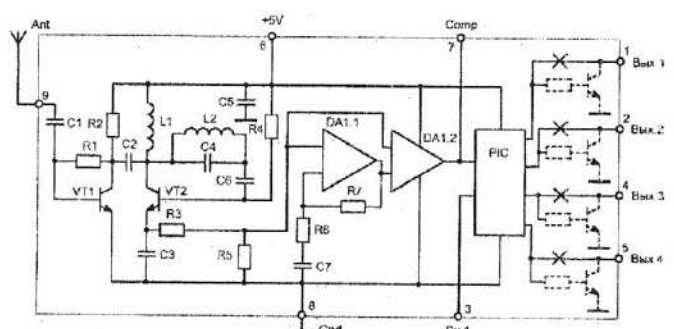 Ant
+5V
Comp
6
7
1
Вых 1
9
C1
R2
L1
L2
C5
R4
DA1.1
DA1.2
PIC
2
Вых.2
R1
C2
C4
C6
VT1
VT2
R7
4
Вых 3
R3
R6
5
Вых 4
C3
R5
C7
8
3